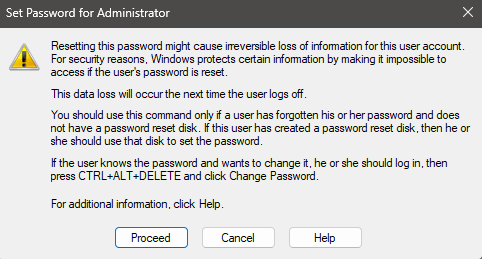 Set Password for Administrator
Resetting this password might cause irreversible loss of information for this user account.
For security reasons, Windows protects certain information by making it impossible to
access if the user's password is reset.
This data loss will occur the next time the user logs off.
You should use this command only if a user has forgotten his or her password and does
not have a password reset disk. If this user has created a password reset disk, then he or
she should use that disk to set the password.
If the user knows the password and wants to change it, he or she should log in, then
press CTRL+ALT+DELETE and click Change Password.
For additional information, click Help.
Proceed
Cancel
Help